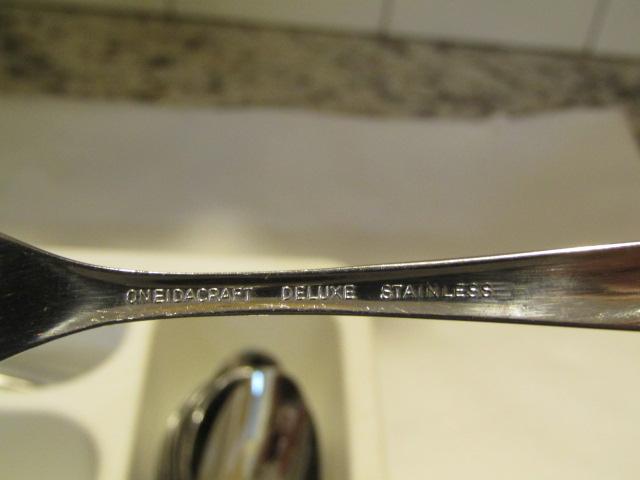 ONEIDACRAFT DELUXE STAINLESS